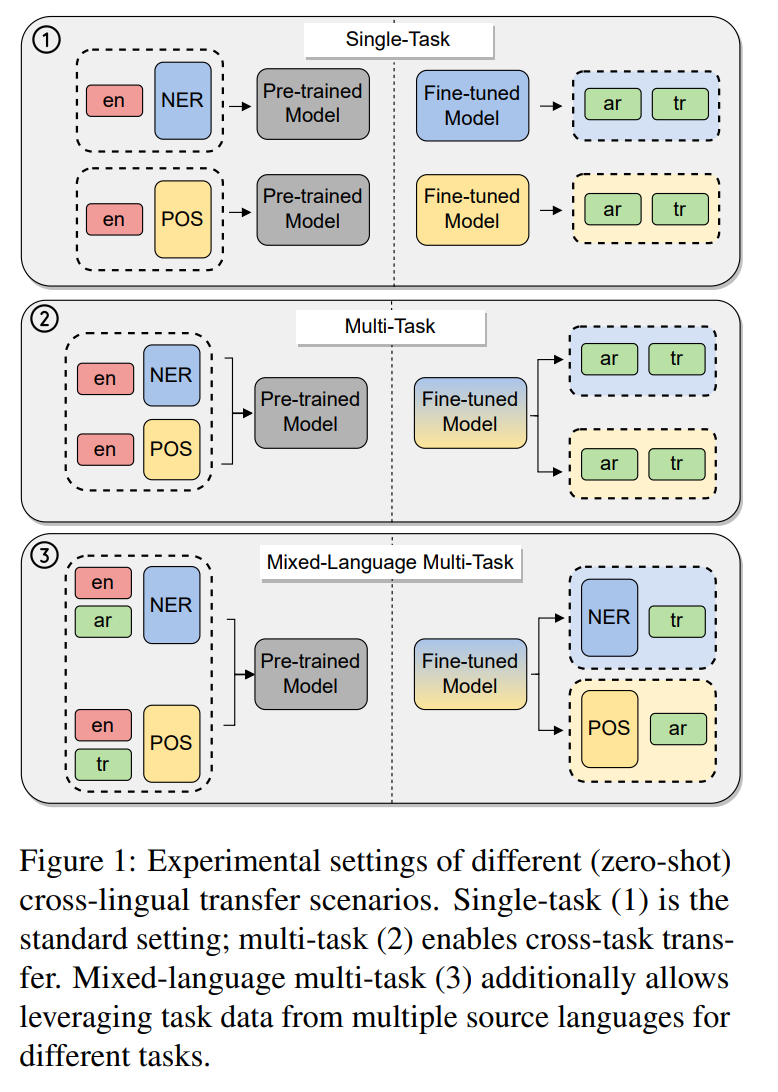 1
Single-Task
en
NER
Pre-trained
Model
Fine-tuned
Model
ar
tr
en
POS
Pre-trained
Model
Fine-tuned
Model
ar
tr
2
Multi-Task
en
NER
en
POS
Pre-trained
Model
Fine-tuned
Model
ar
tr
ar
tr
3
Mixed-Language Multi-Task
en
ar
NER
en
tr
POS
Pre-trained
Model
Fine-tuned
Model
NER
tr
POS
ar
Figure 1: Experimental settings of different (zero-shot)
cross-lingual transfer scenarios. Single-task (1) is the
standard setting; multi-task (2) enables cross-task trans-
fer. Mixed-language multi-task (3) additionally allows
leveraging task data from multiple source languages for
different tasks.